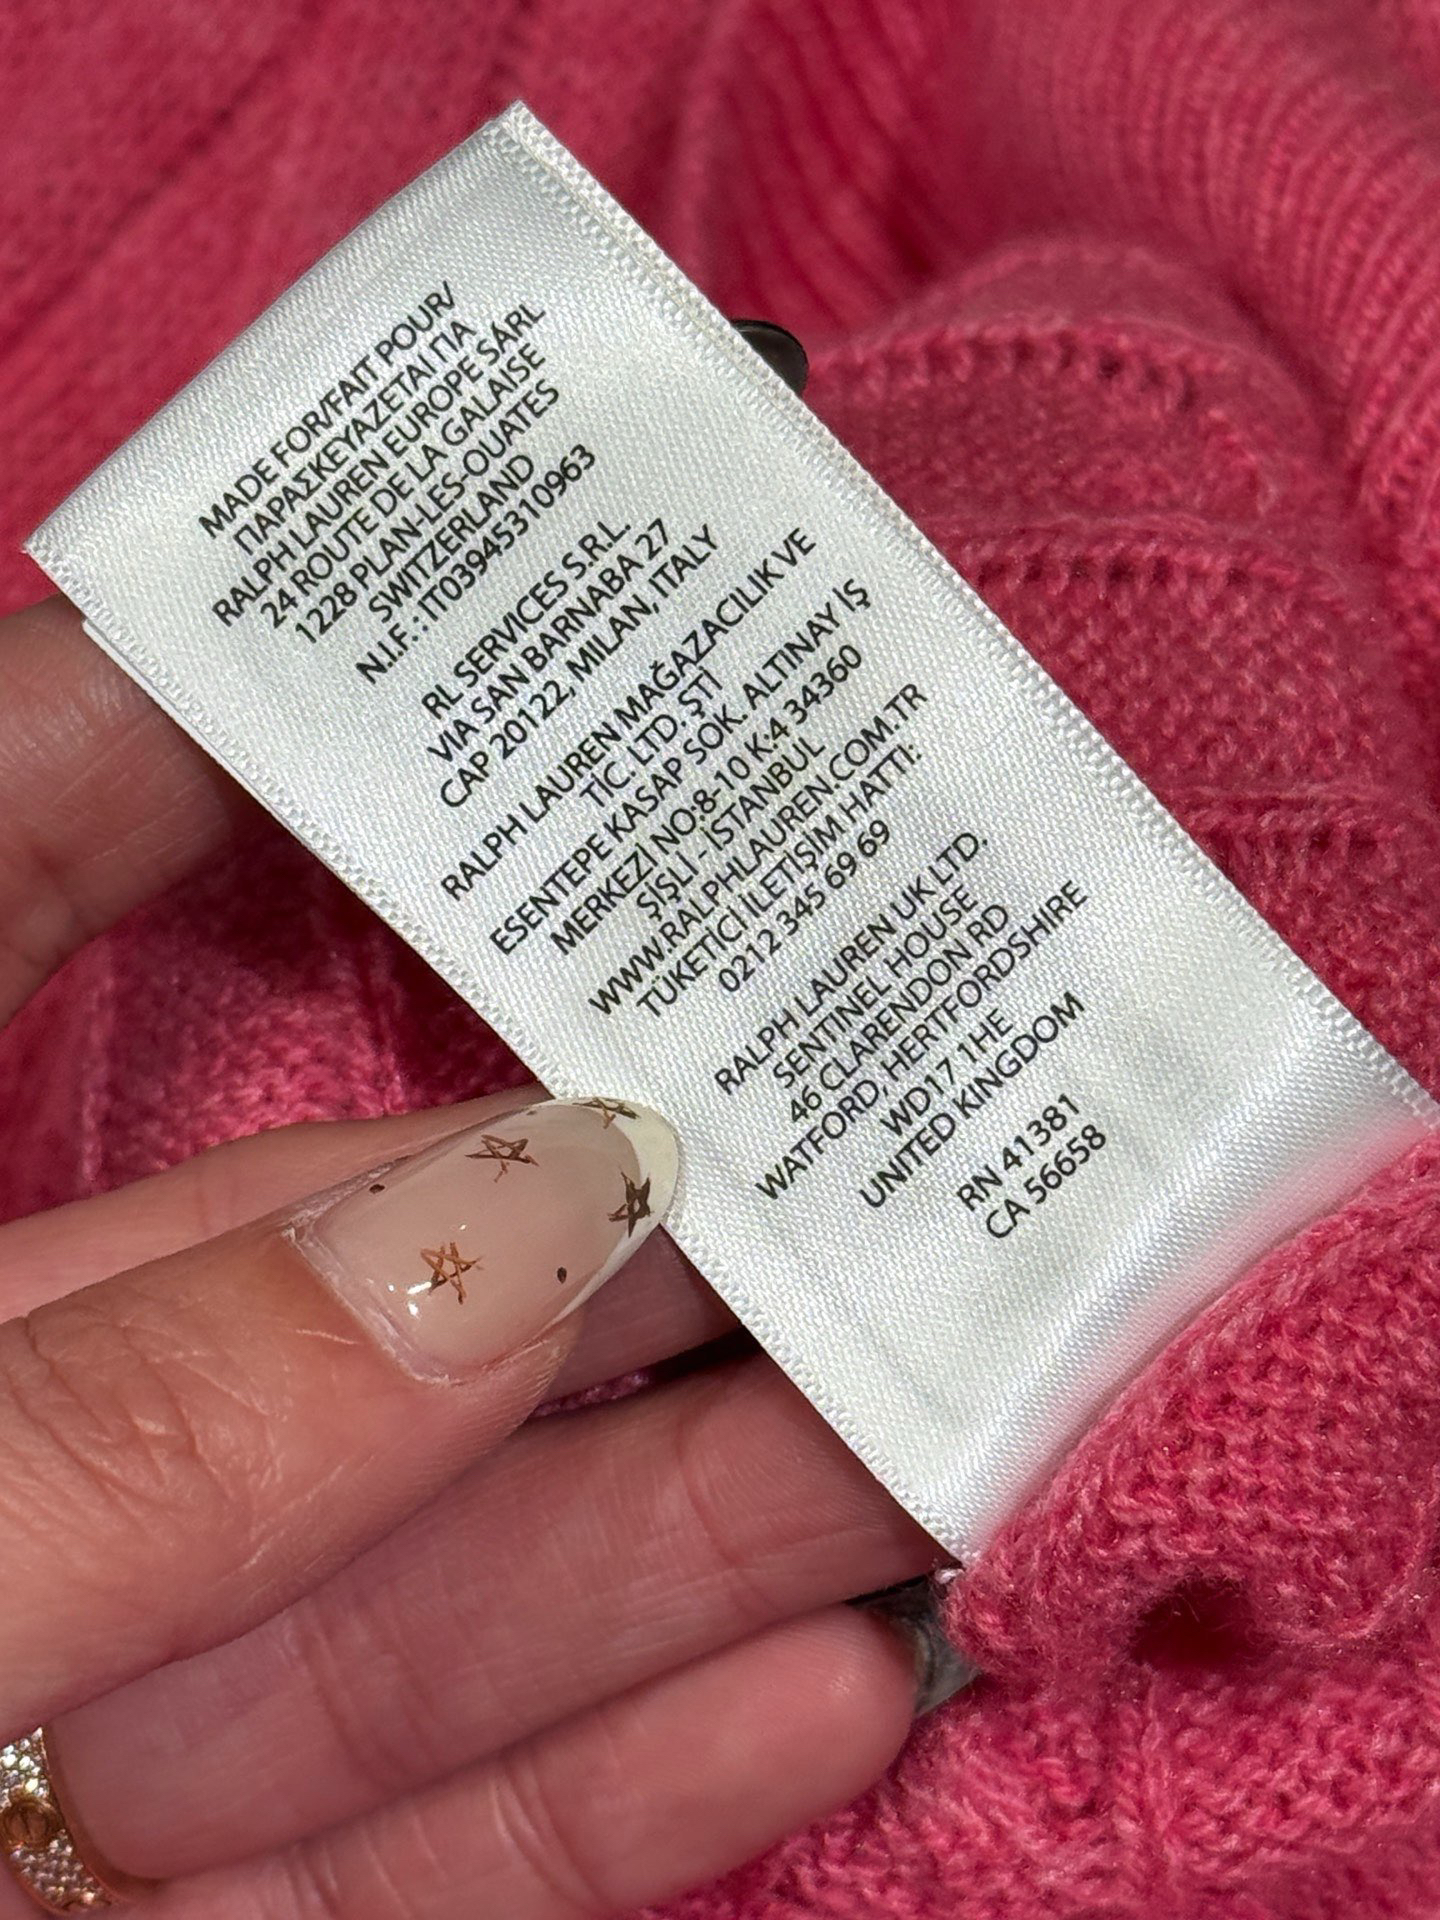 MADE FOR/FAIT POUR/
ΠΑΡΑΣΚΕΥΑΖΕΤΑΙ ΓΙΑ
RALPH LAUREN EUROPE SÁRL
24 ROUTE DE LA GALAISE
1228 PLAN-LES-OUATES
SWITZERLAND
N.I.F. : IT03945310963
RL SERVICES S.R.L.
VIA SAN BARNABA 27
CAP 20122, MILAN, ITALY
RALPH LAUREN MAĞAZACILIK VE
TİC. LTD. ŞTİ
ESENTEPE KASAP SOK. ALTINAY İŞ
MERKEZİ NO:8-10 K:4 34360
ŞİŞLİ - İSTANBUL
WWW.RALPHLAUREN.COM.TR
TÜKETİCİ İLETİŞİM HATTI:
0212 345 69 69
RALPH LAUREN UK LTD.
SENTINEL HOUSE
46 CLARENDON RD
WATFORD, HERTFORDSHIRE
WD17 1HE
UNITED KINGDOM
RN 41381
CA 56658